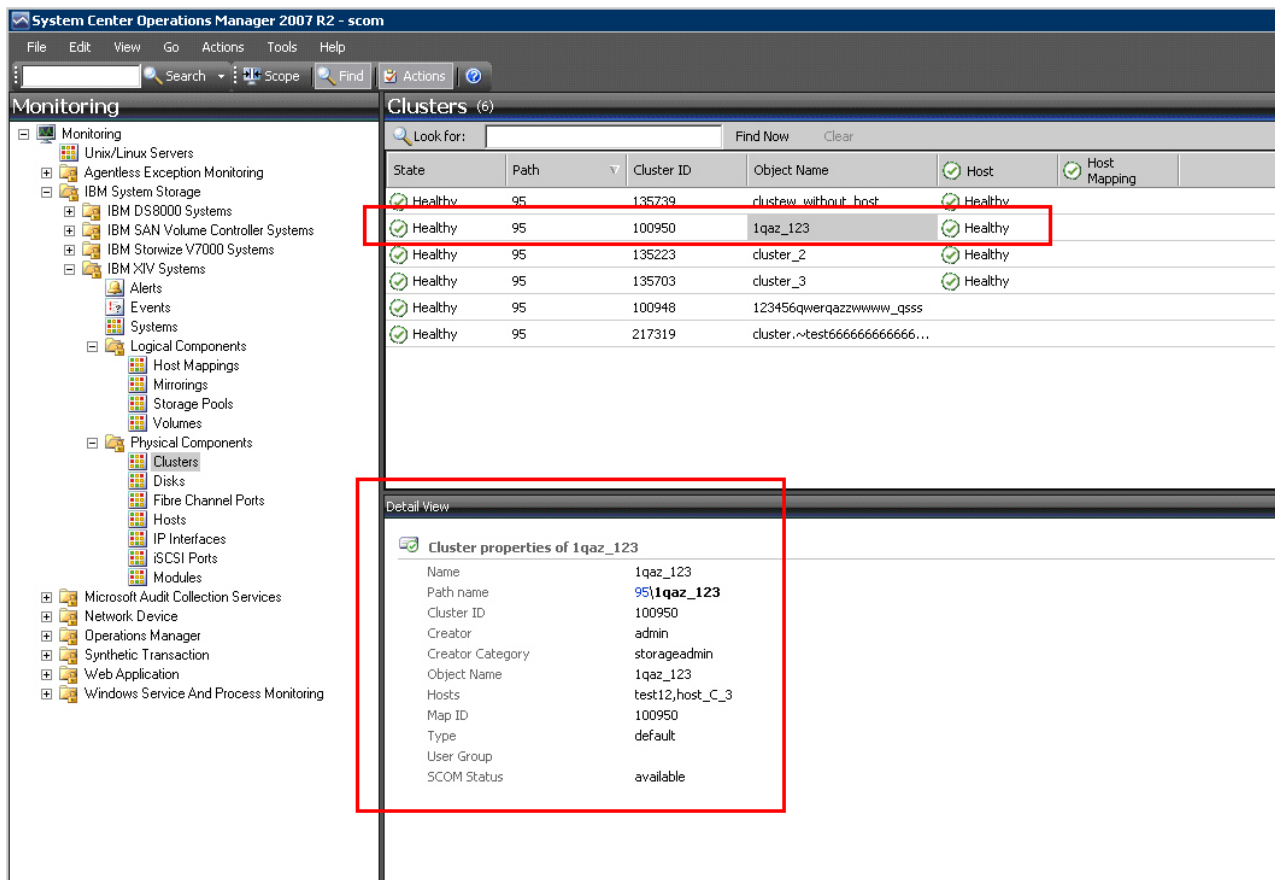 System Center Operations Manager 2007 R2 - scom
File Edit View Go Actions Tools Help
Search Scope Find Actions
Monitoring
Monitoring
Unix/Linux Servers
Agentless Exception Monitoring
IBM System Storage
IBM DS8000 Systems
IBM SAN Volume Controller Systems
IBM Storwize V7000 Systems
IBM XIV Systems
Alerts
Events
Systems
Logical Components
Host Mappings
Mirrorings
Storage Pools
Volumes
Physical Components
Clusters
Disks
Fibre Channel Ports
Hosts
IP Interfaces
iSCSI Ports
Modules
Microsoft Audit Collection Services
Network Device
Operations Manager
Synthetic Transaction
Web Application
Windows Service And Process Monitoring
Clusters (6)
Look for: Find Now Clear
State Path Cluster ID Object Name Host Host Mapping
Healthy 95 135739 clustew_without_host Healthy
Healthy 95 100950 1qaz_123 Healthy
Healthy 95 135223 cluster_2 Healthy
Healthy 95 135703 cluster_3 Healthy
Healthy 95 100948 123456qwerqazzwwww_qsss
Healthy 95 217319 cluster.~test666666666666...
Detail View
Cluster properties of 1qaz_123
Name 1qaz_123
Path name 95\1qaz_123
Cluster ID 100950
Creator admin
Creator Category storageadmin
Object Name 1qaz_123
Hosts test12,host_C_3
Map ID 100950
Type default
User Group
SCOM Status available